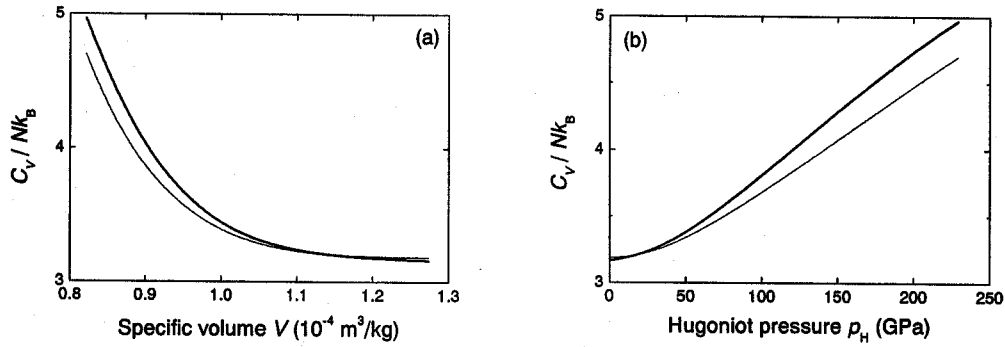 5
(a)
4
C_V / Nk_B
3
0.8 0.9 1.0 1.1 1.2 1.3
Specific volume V (10⁻⁴ m³/kg)
5
(b)
4
C_V / Nk_B
3
0 50 100 150 200 250
Hugoniot pressure p_H (GPa)